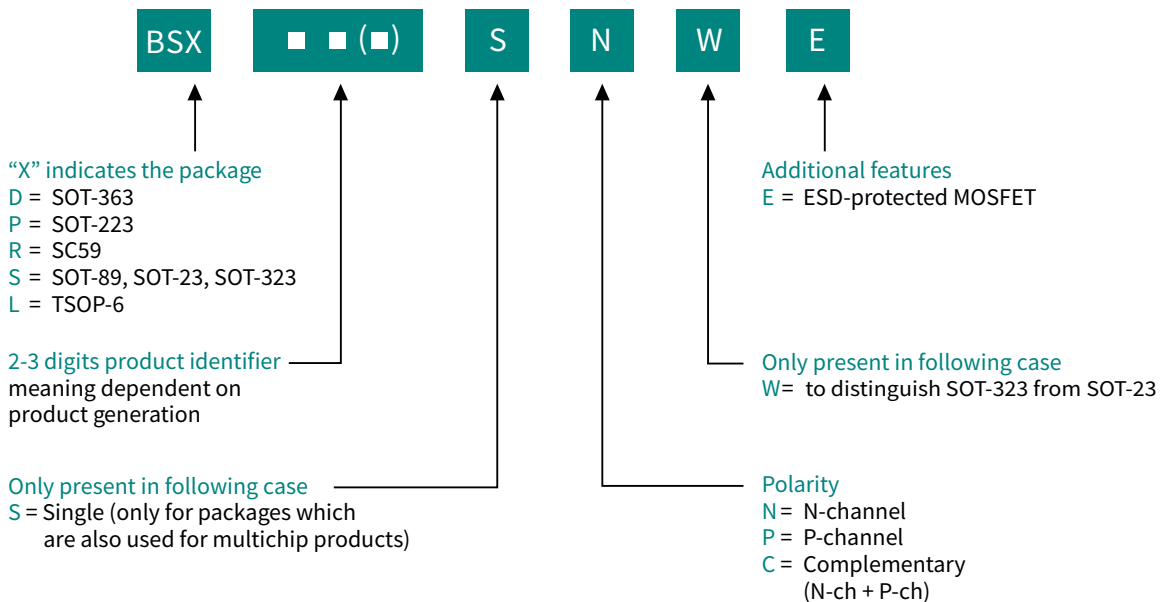 BSX ■ ■ (■) S N W E
“X” indicates the package
D = SOT-363
P = SOT-223
R = SC59
S = SOT-89, SOT-23, SOT-323
L = TSOP-6
Additional features
E = ESD-protected MOSFET
2-3 digits product identifier
meaning dependent on
product generation
Only present in following case
W= to distinguish SOT-323 from SOT-23
Only present in following case
S = Single (only for packages which
are also used for multichip products)
Polarity
N = N-channel
P = P-channel
C = Complementary
(N-ch + P-ch)